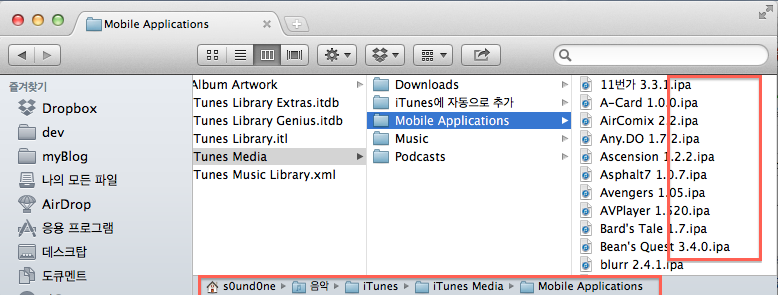 Mobile Applications
즐겨찾기
Dropbox
dev
myBlog
나의 모든 파일
AirDrop
응용 프로그램
데스크탑
도큐멘트
Album Artwork
Tunes Library Extras.itdb
Tunes Library Genius.itdb
Tunes Library.itl
Tunes Media
Tunes Music Library.xml
Downloads
iTunes에 자동으로 추가
Mobile Applications
Music
Podcasts
11번가 3.3.1.ipa
A-Card 1.0.0.ipa
AirComix 2.2.ipa
Any.DO 1.7.2.ipa
Ascension 1.2.2.ipa
Asphalt7 1.0.7.ipa
Avengers 1.05.ipa
AVPlayer 1.520.ipa
Bard's Tale 1.7.ipa
Bean's Quest 3.4.0.ipa
blurr 2.4.1.ipa
s0und0ne 음악 iTunes iTunes Media Mobile Applications